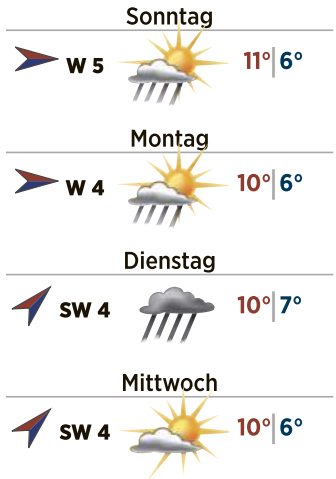 Sonntag
W 5 11° 6°
Montag
W 4 10° 6°
Dienstag
SW 4 10° 7°
Mittwoch
SW 4 10° 6°